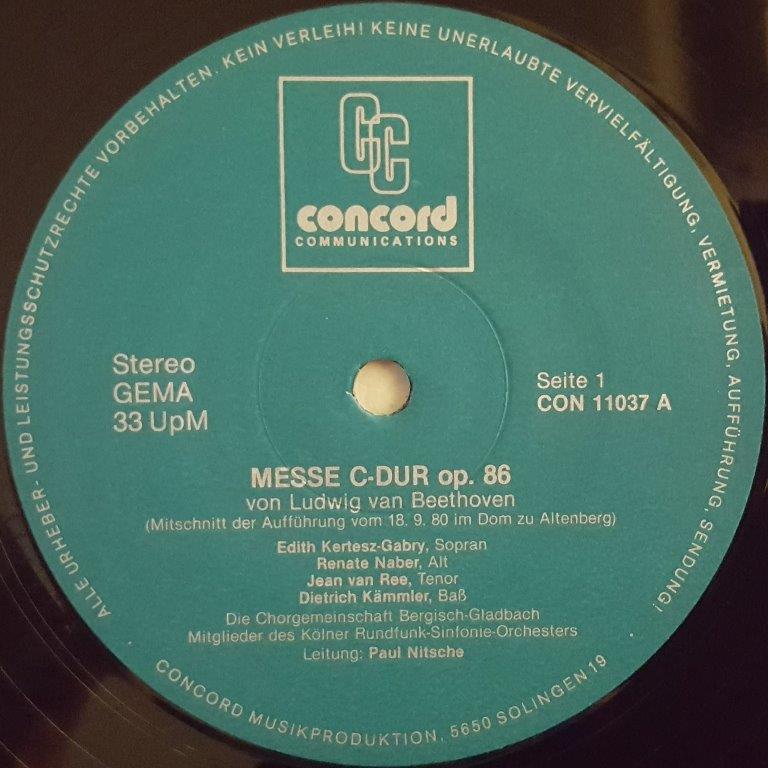 ALLE URHEBER- UND LEISTUNGSSCHUTZRECHTE VORBEHALTEN. KEIN VERLEIH! KEINE UNERLAUBTE VERVIELFÄLTIGUNG, VERMIETUNG, AUFFÜHRUNG, SENDUNG!
CC
concord
COMMUNICATIONS
Stereo
GEMA
33 UpM
Seite 1
CON 11037 A
MESSE C-DUR op. 86
von Ludwig van Beethoven
(Mitschnitt der Aufführung vom 18. 9. 80 im Dom zu Altenberg)
Edith Kertesz-Gabry, Sopran
Renate Naber, Alt
Jean van Ree, Tenor
Dietrich Kämmler, Baß
Die Chorgemeinschaft Bergisch-Gladbach
Mitglieder des Kölner Rundfunk-Sinfonie-Orchesters
Leitung: Paul Nitsche
CONCORD MUSIKPRODUKTION, 5650 SOLINGEN 19